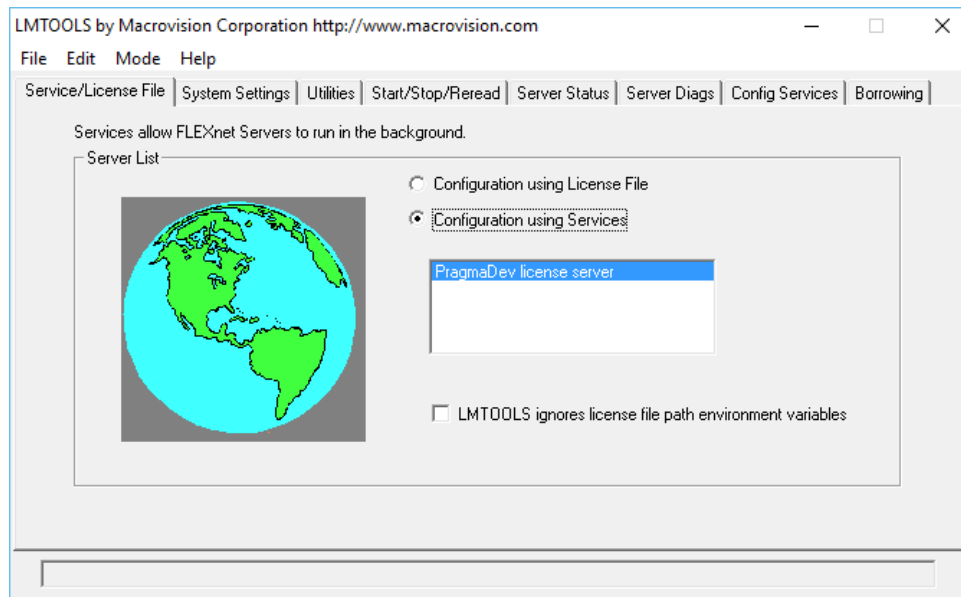 LMTOOLS by Macrovision Corporation http://www.macrovision.com
File Edit Mode Help
Service/License File System Settings Utilities Start/Stop/Reread Server Status Server Diags Config Services Borrowing
Services allow FLEXnet Servers to run in the background.
Server List
Configuration using License File
Configuration using Services
PragmaDev license server
LMTOOLS ignores license file path environment variables